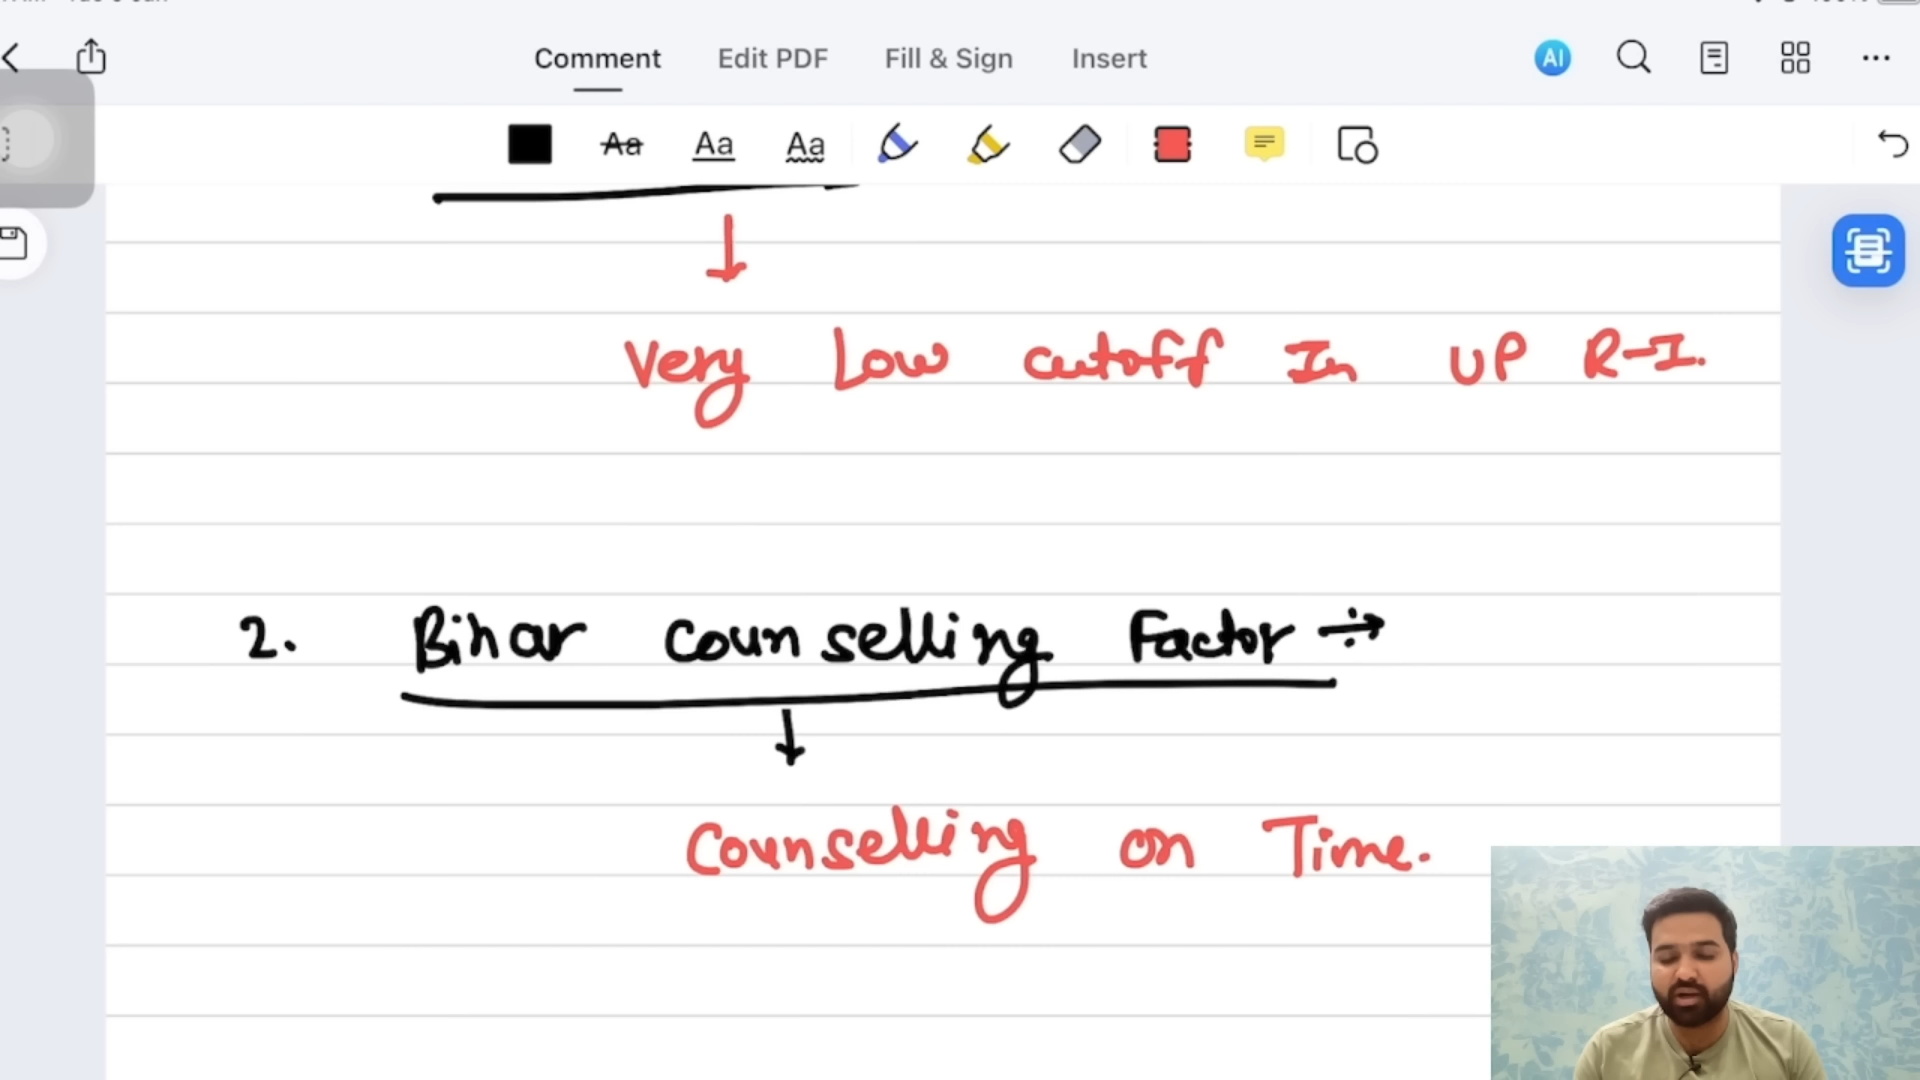 Comment Edit PDF Fill & Sign Insert AI
Aa Aa Aa
Very Low cutoff In UP R-I.
2. Bihar counselling Factor
Counselling on Time.